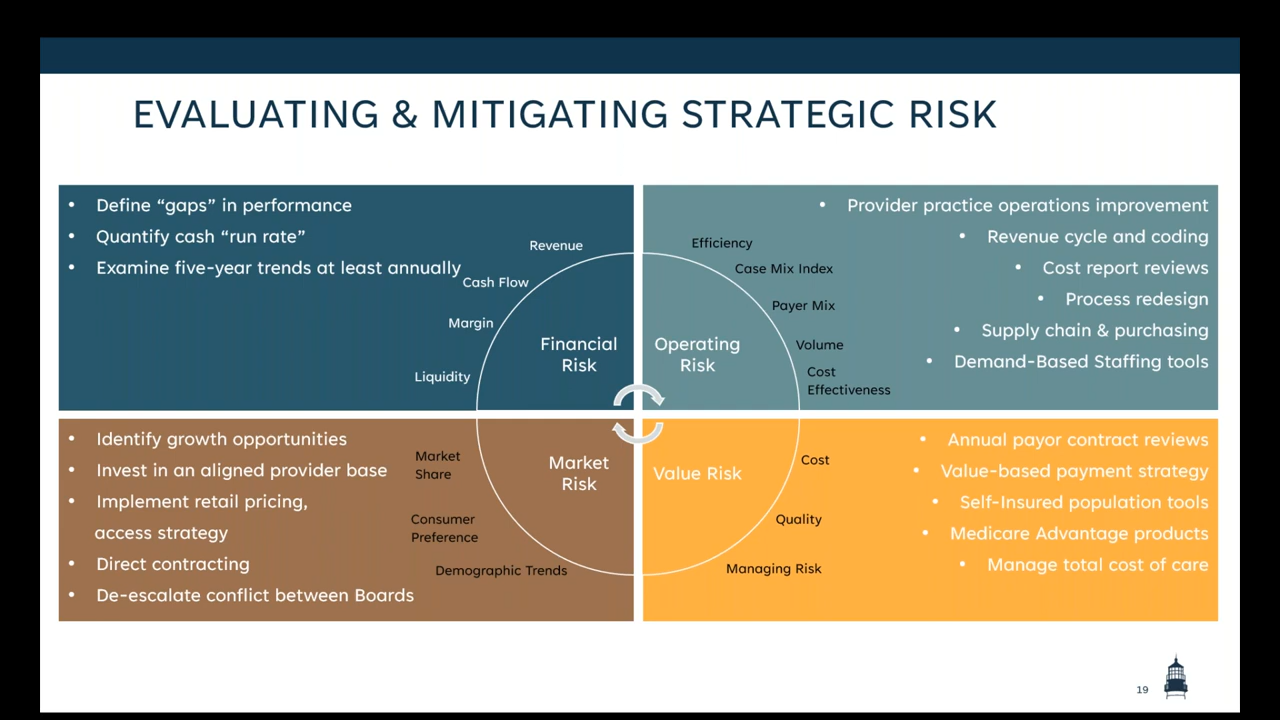 EVALUATING & MITIGATING STRATEGIC RISK
• Define “gaps” in performance
• Quantify cash “run rate”
• Examine five-year trends at least annually
Revenue
Cash Flow
Margin
Liquidity
Financial
Risk
• Provider practice operations improvement
• Revenue cycle and coding
• Cost report reviews
• Process redesign
• Supply chain & purchasing
• Demand-Based Staffing tools
Efficiency
Case Mix Index
Payer Mix
Volume
Cost
Effectiveness
Operating
Risk
• Identify growth opportunities
• Invest in an aligned provider base
• Implement retail pricing,
access strategy
• Direct contracting
• De-escalate conflict between Boards
Market
Share
Consumer
Preference
Demographic Trends
Market
Risk
Value Risk
Cost
Quality
Managing Risk
• Annual payor contract reviews
• Value-based payment strategy
• Self-Insured population tools
• Medicare Advantage products
• Manage total cost of care
19